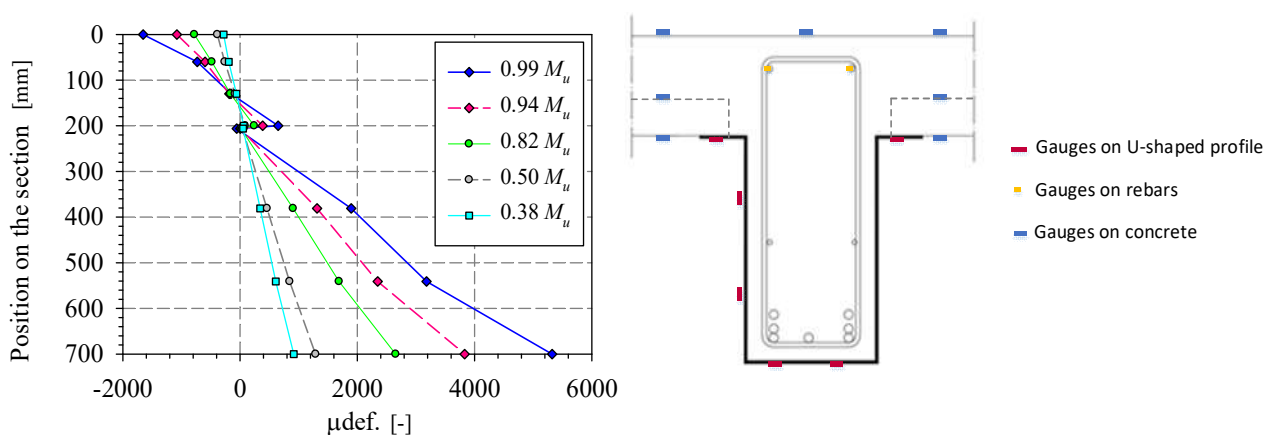 0
100
200
300
400
500
600
700
Position on the section [mm]
-2000 0 2000 4000 6000
μdef. [-]
0.99 Mu
0.94 Mu
0.82 Mu
0.50 Mu
0.38 Mu
Gauges on U-shaped profile
Gauges on rebars
Gauges on concrete